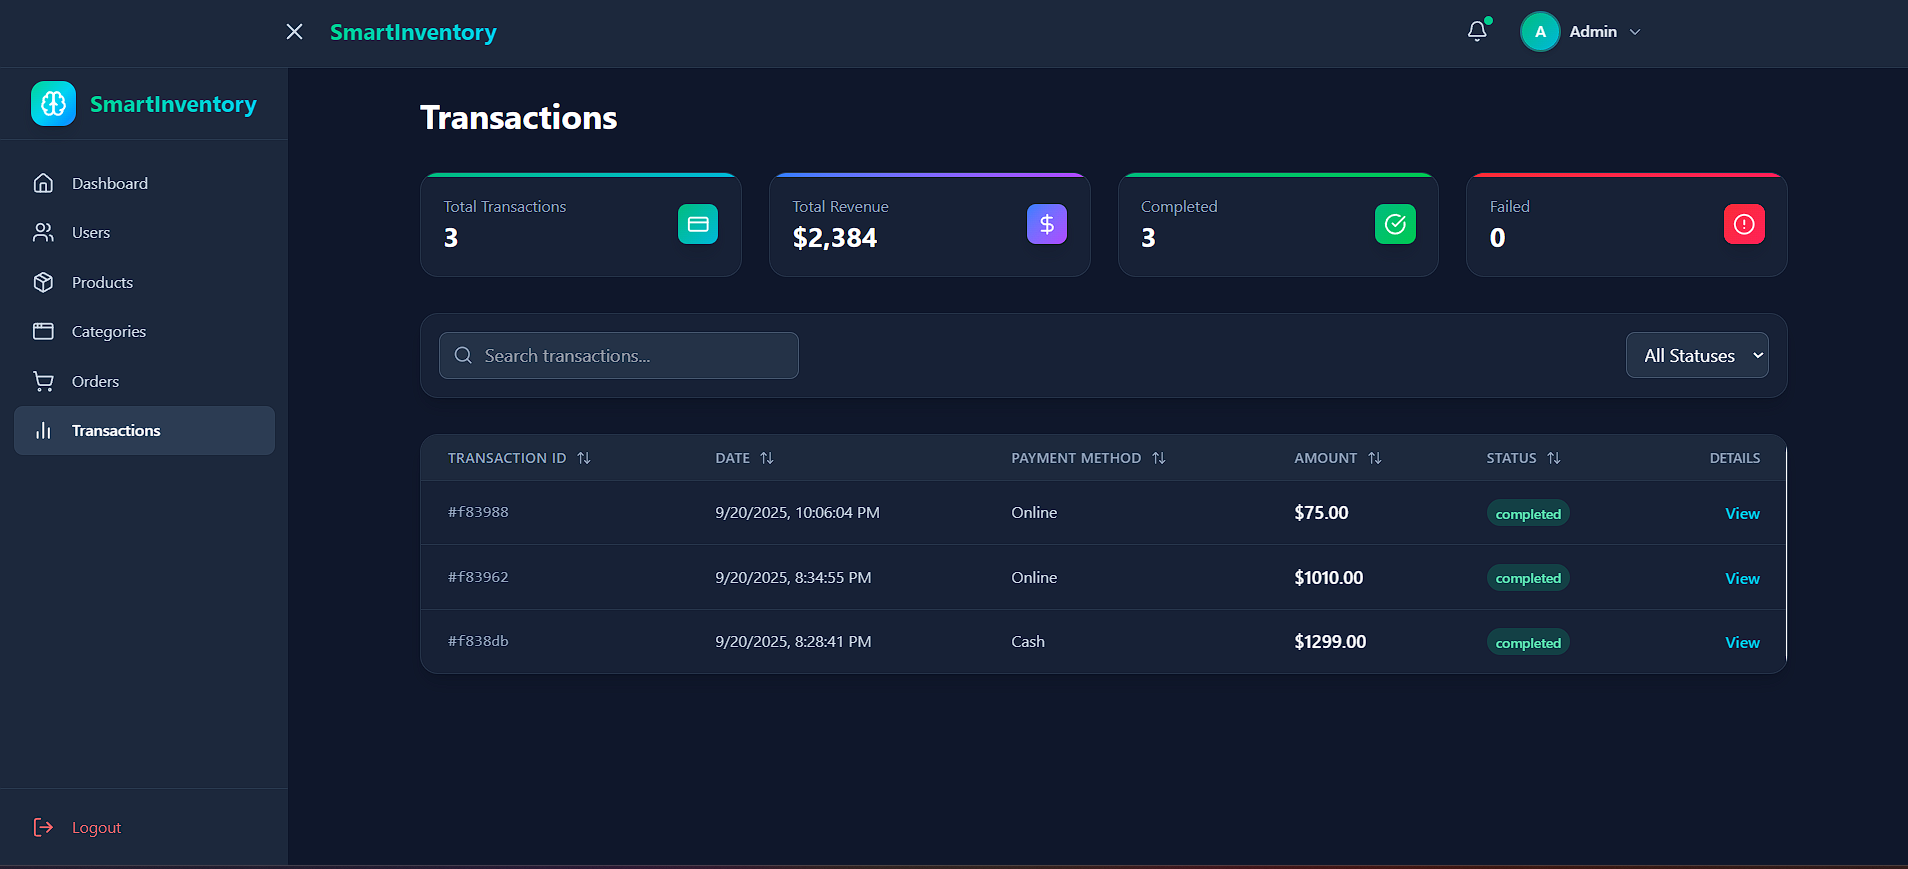 SmartInventory
A Admin
SmartInventory
Dashboard
Users
Products
Categories
Orders
Transactions
Logout
Transactions
Total Transactions
3
Total Revenue
$2,384
Completed
3
Failed
0
Search transactions...
All Statuses
TRANSACTION ID DATE PAYMENT METHOD AMOUNT STATUS DETAILS
#f83988 9/20/2025, 10:06:04 PM Online $75.00 completed View
#f83962 9/20/2025, 8:34:55 PM Online $1010.00 completed View
#f838db 9/20/2025, 8:28:41 PM Cash $1299.00 completed View